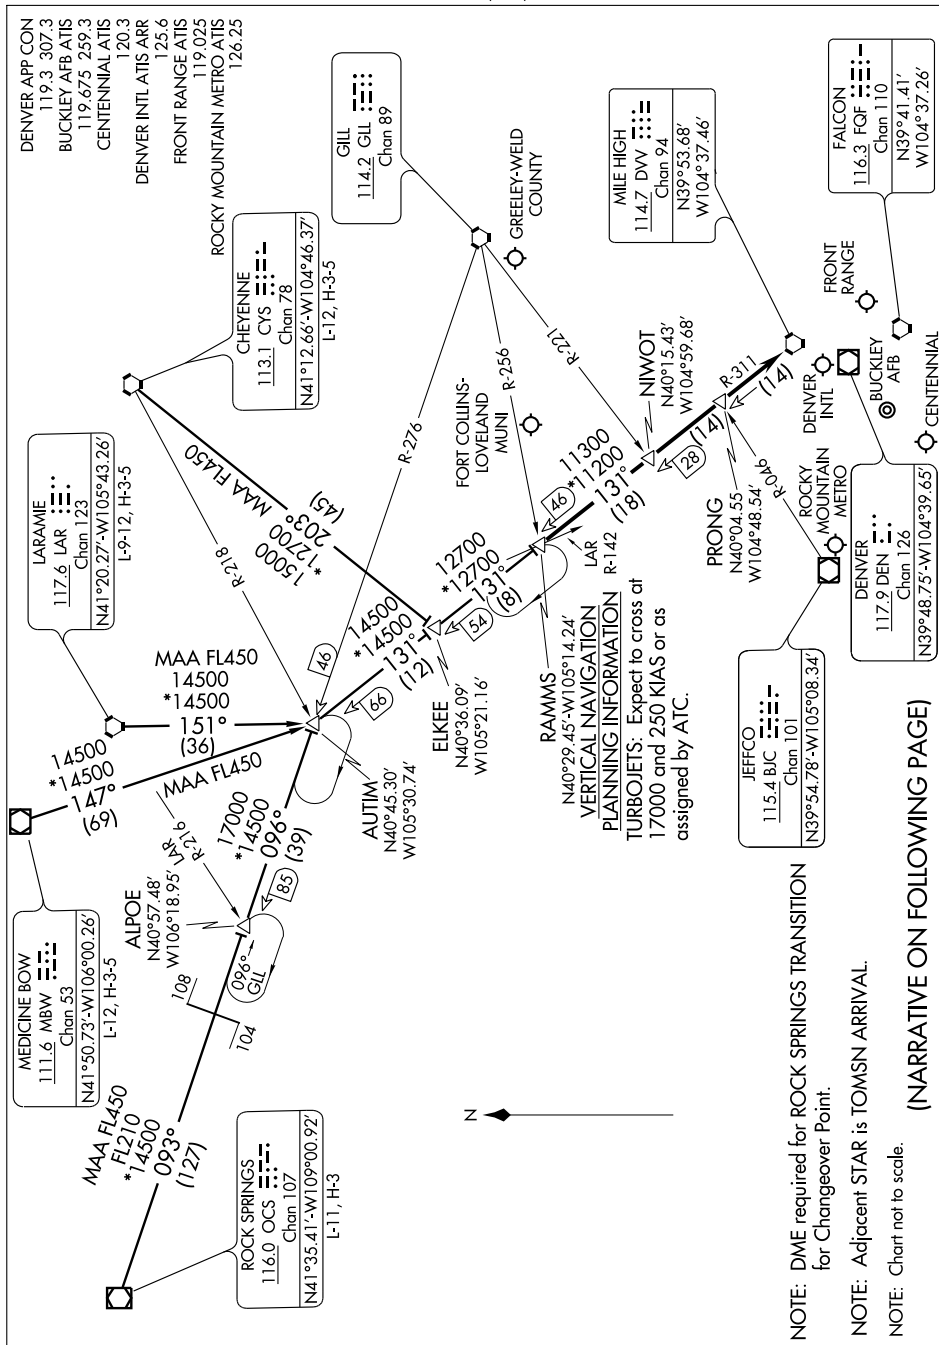 DENVER APP CON
119.3 307.3
BUCKLEY AFB ATIS
119.675 259.3
CENTENNIAL ATIS
120.3
DENVER INTL ATIS ARR
125.6
FRONT RANGE ATIS
119.025
ROCKY MOUNTAIN METRO ATIS
126.25
MEDICINE BOW
111.6 MBW
Chan 53
N41°50.73'-W106°00.26'
L-12, H-3-5
LARAMIE
117.6 LAR
Chan 123
N41°20.27'-W105°43.26'
L-9-12, H-3-5
CHEYENNE
113.1 CYS
Chan 78
N41°12.66'-W104°46.37'
L-12, H-3-5
GILL
114.2 GLL
Chan 89
ROCK SPRINGS
116.0 OCS
Chan 107
N41°35.41'-W109°00.92'
L-11, H-3
MAA FL450
FL210
*14500
093°
(127)
108
104
ALPOE
N40°57.48'
W106°18.95'
LAR
R-216
096°
GLL
85
17000
*14500
096°
(39)
14500
*14500
147°
(69)
MAA FL450
MAA FL450
14500
*14500
151°
(36)
R-218
MAA FL450
15000
*12700
203°
(45)
R-276
46
AUTIM
N40°45.30'
W105°30.74'
66
14500
*14500
131°
(12)
ELKEE
N40°36.09'
W105°21.16'
54
12700
*12700
131°
(8)
R-256
46
LAR
R-142
RAMMS
N40°29.45'-W105°14.24'
VERTICAL NAVIGATION
PLANNING INFORMATION
TURBOJETS: Expect to cross at
17000 and 250 KIAS or as
assigned by ATC.
FORT COLLINS-
LOVELAND
MUNI
GREELEY-WELD
COUNTY
11300
*11200
131°
(18)
R-221
NIWOT
N40°15.43'
W104°59.68'
28
(14)
PRONG
N40°04.55
W104°48.54'
R-046
R-311
(14)
MILE HIGH
114.7 DVV
Chan 94
N39°53.68'
W104°37.46'
FALCON
116.3 FQF
Chan 110
N39°41.41'
W104°37.26'
FRONT
RANGE
DENVER
INTL
BUCKLEY
AFB
CENTENNIAL
ROCKY
MOUNTAIN
METRO
JEFFCO
115.4 BJC
Chan 101
N39°54.78'-W105°08.34'
DENVER
117.9 DEN
Chan 126
N39°48.75'-W104°39.65'
N
NOTE: DME required for ROCK SPRINGS TRANSITION
for Changeover Point.
NOTE: Adjacent STAR is TOMSN ARRIVAL.
NOTE: Chart not to scale.
(NARRATIVE ON FOLLOWING PAGE)